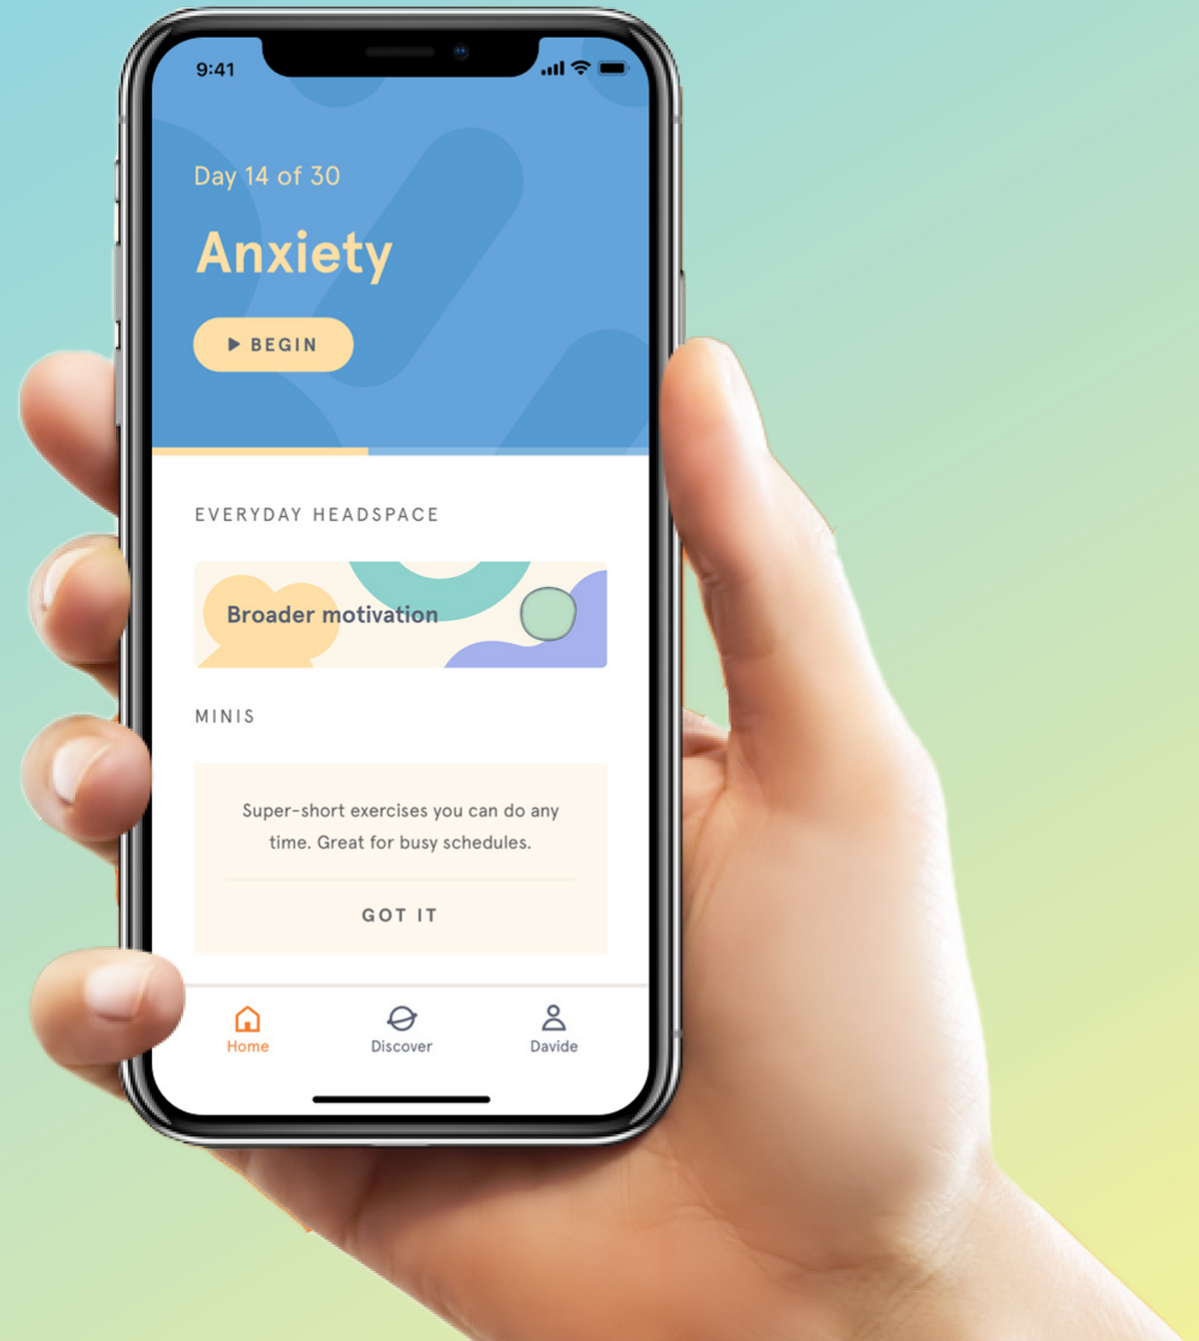 9:41
Day 14 of 30
Anxiety
BEGIN
EVERYDAY HEADSPACE
Broader motivation
MINIS
Super-short exercises you can do any
time. Great for busy schedules.
GOT IT
Home
Discover
Davide